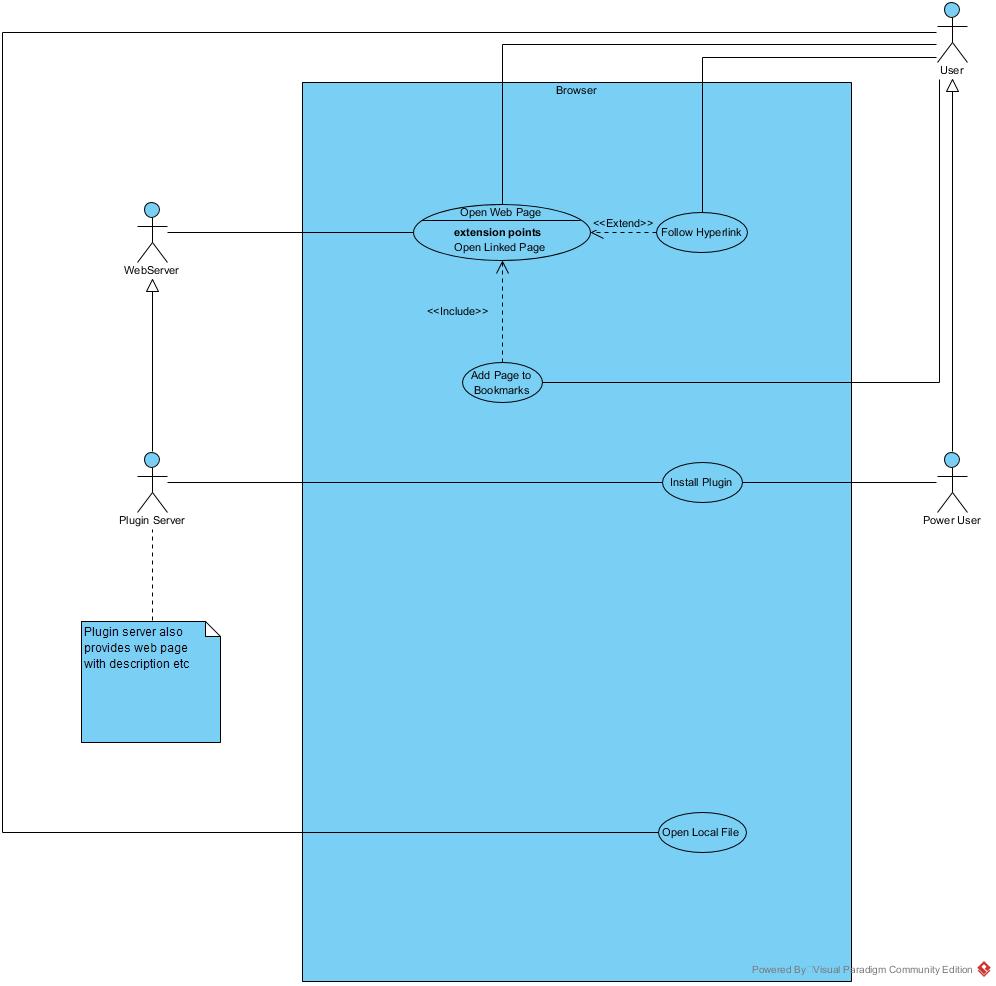 User
Browser
Open Web Page
<<Extend>>
extension points
Follow Hyperlink
Open Linked Page
WebServer
<<Include>>
Add Page to
Bookmarks
Install Plugin
Plugin Server
Power User
Plugin server also
provides web page
with description etc
Open Local File
Powered By Visual Paradigm Community Edition